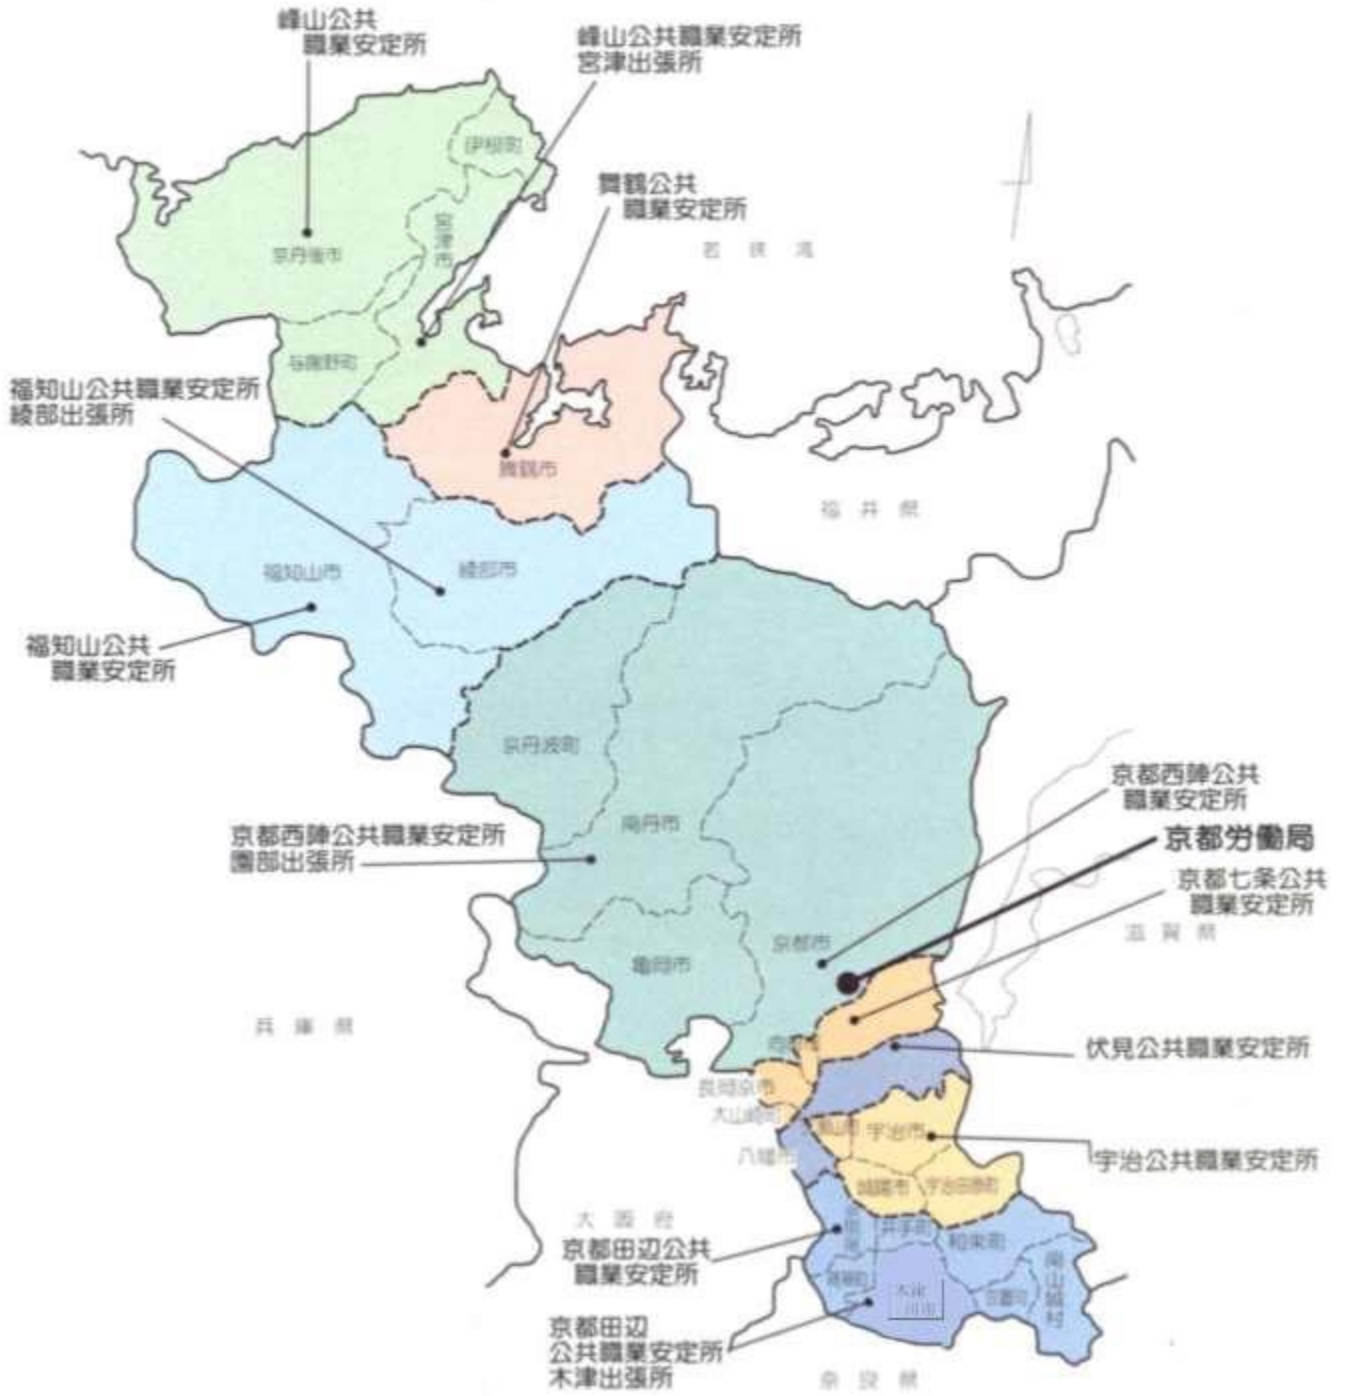 峰山公共
職業安定所
峰山公共職業安定所
宮津出張所
伊根町
舞鶴公共
職業安定所
宮津市
若狭湾
京丹後市
与謝野町
福知山公共職業安定所
綾部出張所
舞鶴市
福井県
福知山市
綾部市
福知山公共
職業安定所
京丹波町
京都西陣公共
職業安定所
南丹市
京都西陣公共職業安定所
園部出張所
京都労働局
京都七条公共
職業安定所
滋賀県
京都市
亀岡市
兵庫県
伏見公共職業安定所
長岡京市
大山崎町
宇治市
八幡市
宇治公共職業安定所
城陽市
宇治田原町
大阪府
井手町
和束町
京都田辺公共
職業安定所
南山城村
木津
川市
京都田辺
公共職業安定所
木津出張所
奈良県